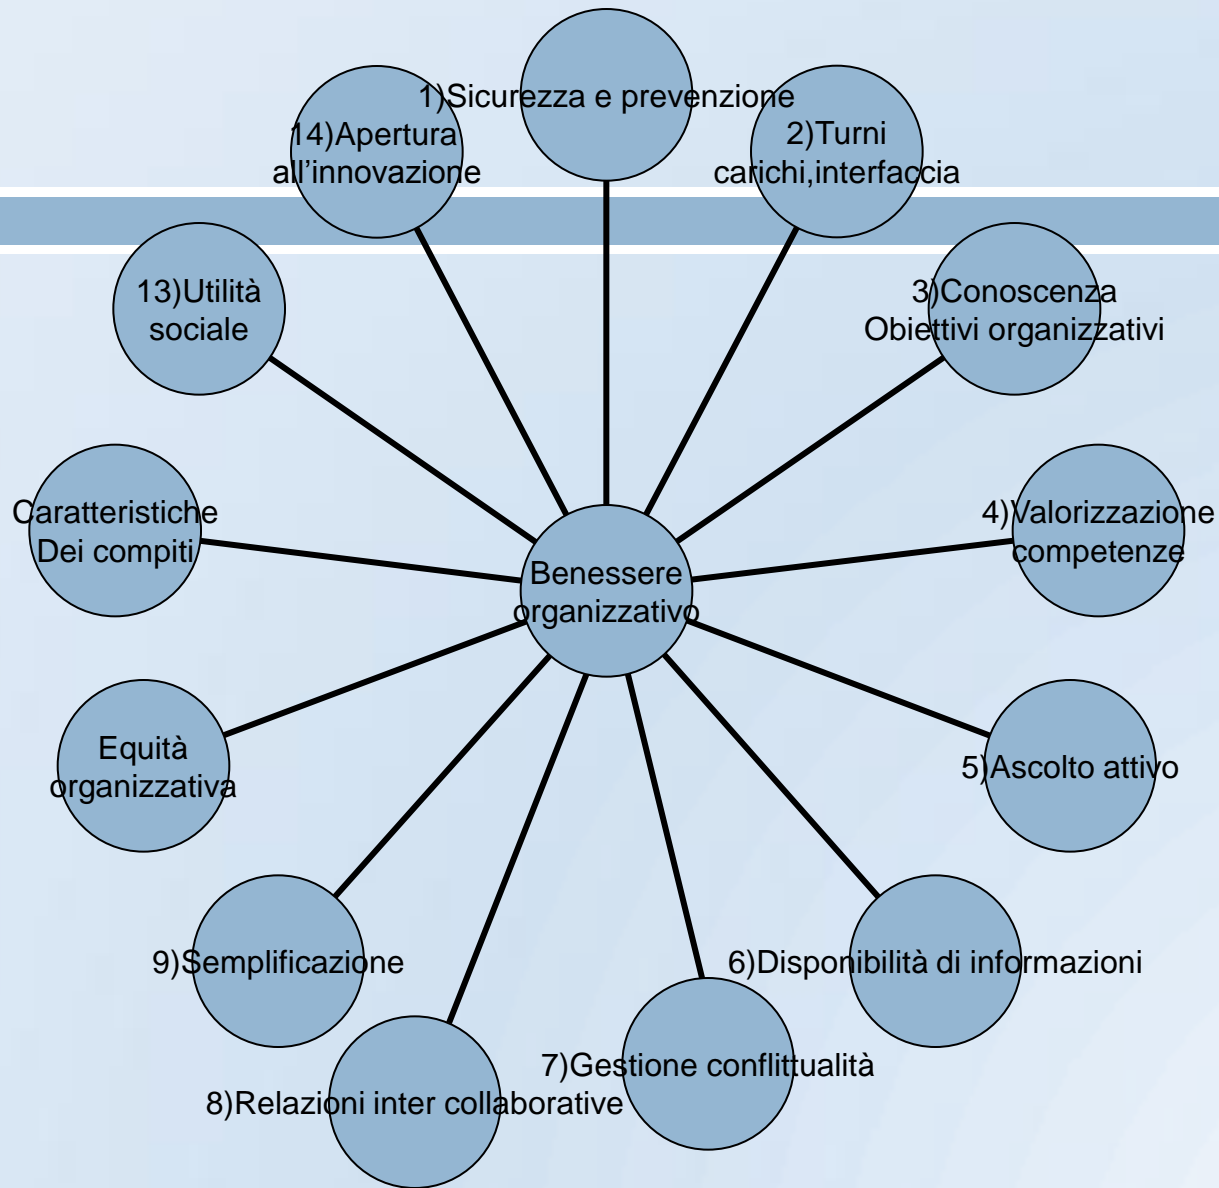 1)Sicurezza e prevenzione
2)Turni
carichi,interfaccia
3)Conoscenza
Obiettivi organizzativi
4)Valorizzazione
competenze
5)Ascolto attivo
6)Disponibilità di informazioni
7)Gestione conflittualità
8)Relazioni inter collaborative
9)Semplificazione
Equità
organizzativa
Caratteristiche
Dei compiti
13)Utilità
sociale
14)Apertura
all’innovazione
Benessere
organizzativo